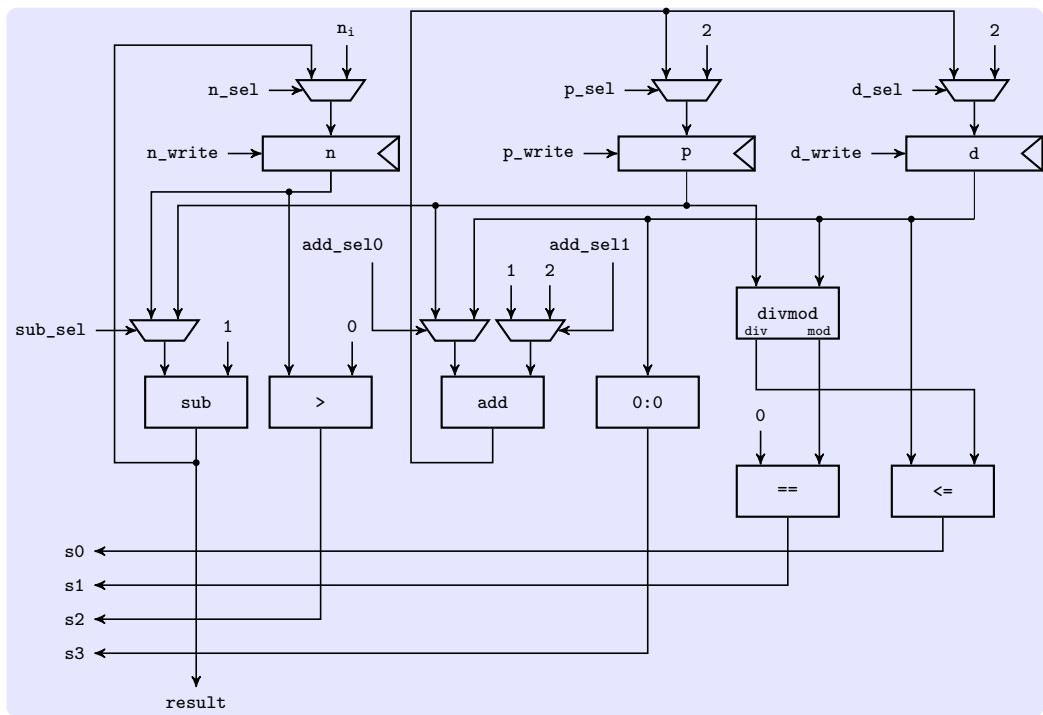 n_i
2
2
n_sel
p_sel
d_sel
n_write
n
p_write
p
d_write
d
add_sel0
add_sel1
1
2
sub_sel
1
0
divmod
div
mod
sub
>
add
0:0
0
==
<=
s0
s1
s2
s3
result